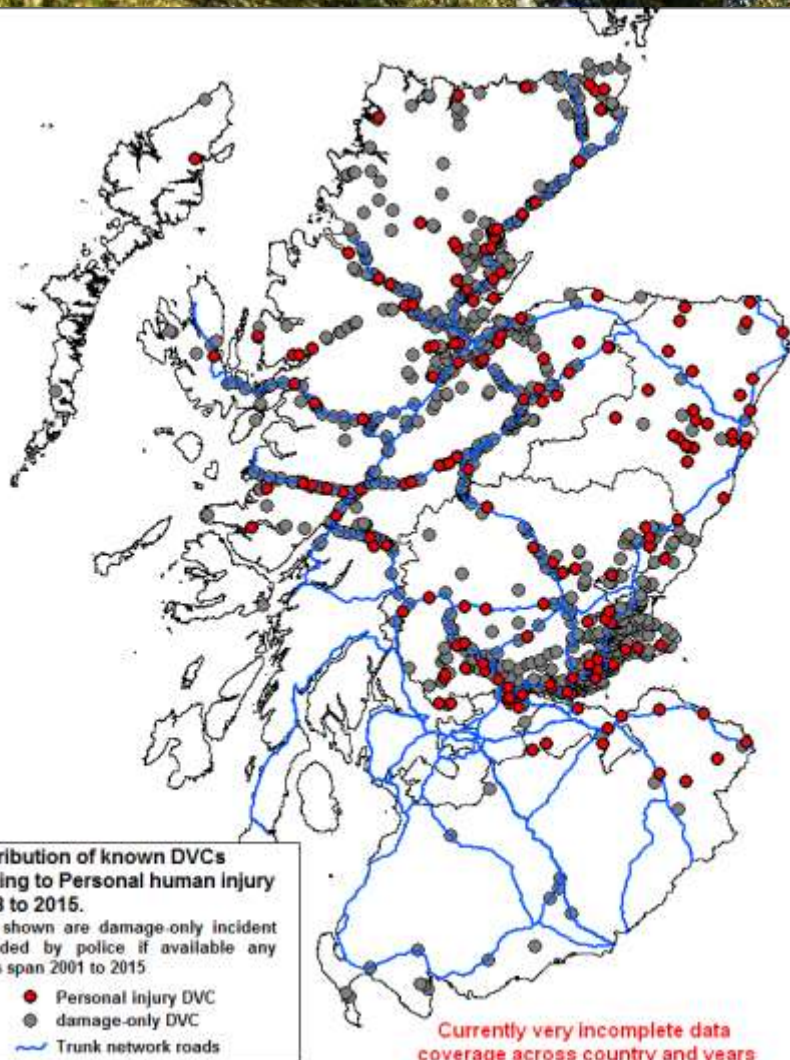 ribution of known DVCs
ing to Personal human injury
to 2015.
shown are damage-only incident
ded by police if available any
span 2001 to 2015
Personal injury DVC
damage-only DVC
Trunk network roads
Currently very incomplete data
coverage across country and years